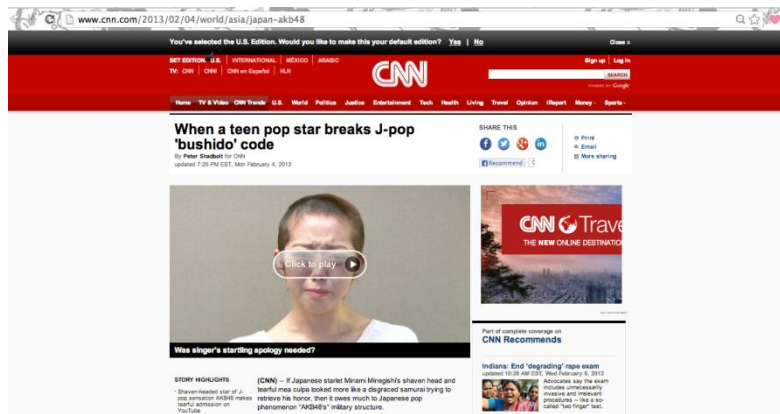 www.cnn.com/2013/02/04/world/asia/japan-akb48
You've selected the U.S. Edition. Would you like to make this your default edition? Yes | No
Close x
SET EDITION: U.S. | INTERNATIONAL | MÉXICO | ARABIC
Sign up | Log in
TV: CNN | CNNi | CNN en Español | HLN
CNN
SEARCH
Google
Home TV & Video CNN Trends U.S. World Politics Justice Entertainment Tech Health Living Travel Opinion iReport Money Sports
When a teen pop star breaks J-pop
'bushido' code
By Peter Shadbolt for CNN
updated 7:26 PM EST, Mon February 4, 2013
SHARE THIS
Recommend
Print
Email
More sharing
Click to play
Was singer's startling apology needed?
CNN Trave
THE NEW ONLINE DESTINATIO
Part of complete coverage on
CNN Recommends
Indians: End 'degrading' rape exam
updated 10:26 AM EST, Wed February 6, 2013
Advocates say the exam
includes unnecessarily
invasive and irrelevant
procedures -- like a so-
called "two finger" test.
STORY HIGHLIGHTS
Shaven-headed star of J-
pop sensation AKB48 makes
tearful admission on
YouTube
(CNN) -- If Japanese starlet Minami Minegishi's shaven head and
tearful mea culpa looked more like a disgraced samurai trying to
retrieve his honor, then it owes much to Japanese pop
phenomenon "AKB48's" military structure.